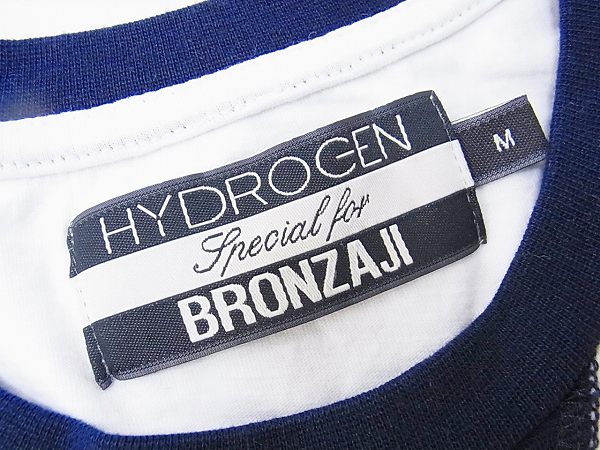 HYDROGEN
Special for
BRONZAJI
M